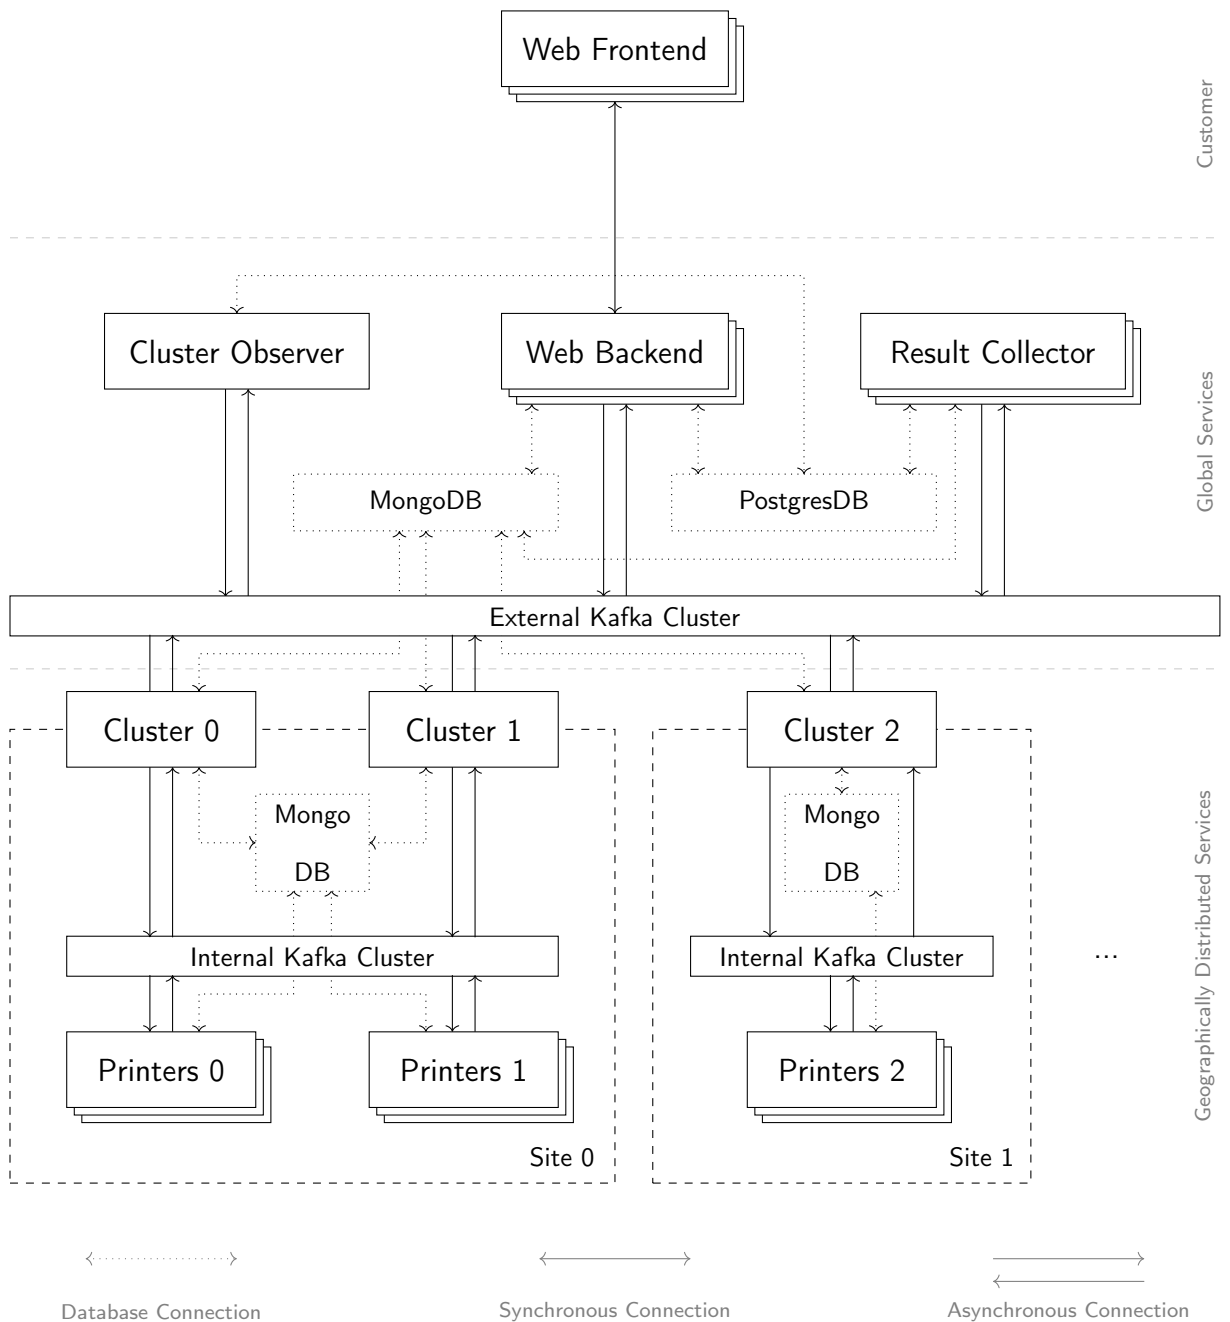 Web Frontend
Customer
Cluster Observer
Web Backend
Result Collector
Global Services
MongoDB
PostgresDB
External Kafka Cluster
Cluster 0
Cluster 1
Cluster 2
Mongo
DB
Mongo
DB
Internal Kafka Cluster
Internal Kafka Cluster
...
Geographically Distributed Services
Printers 0
Printers 1
Printers 2
Site 0
Site 1
Database Connection
Synchronous Connection
Asynchronous Connection